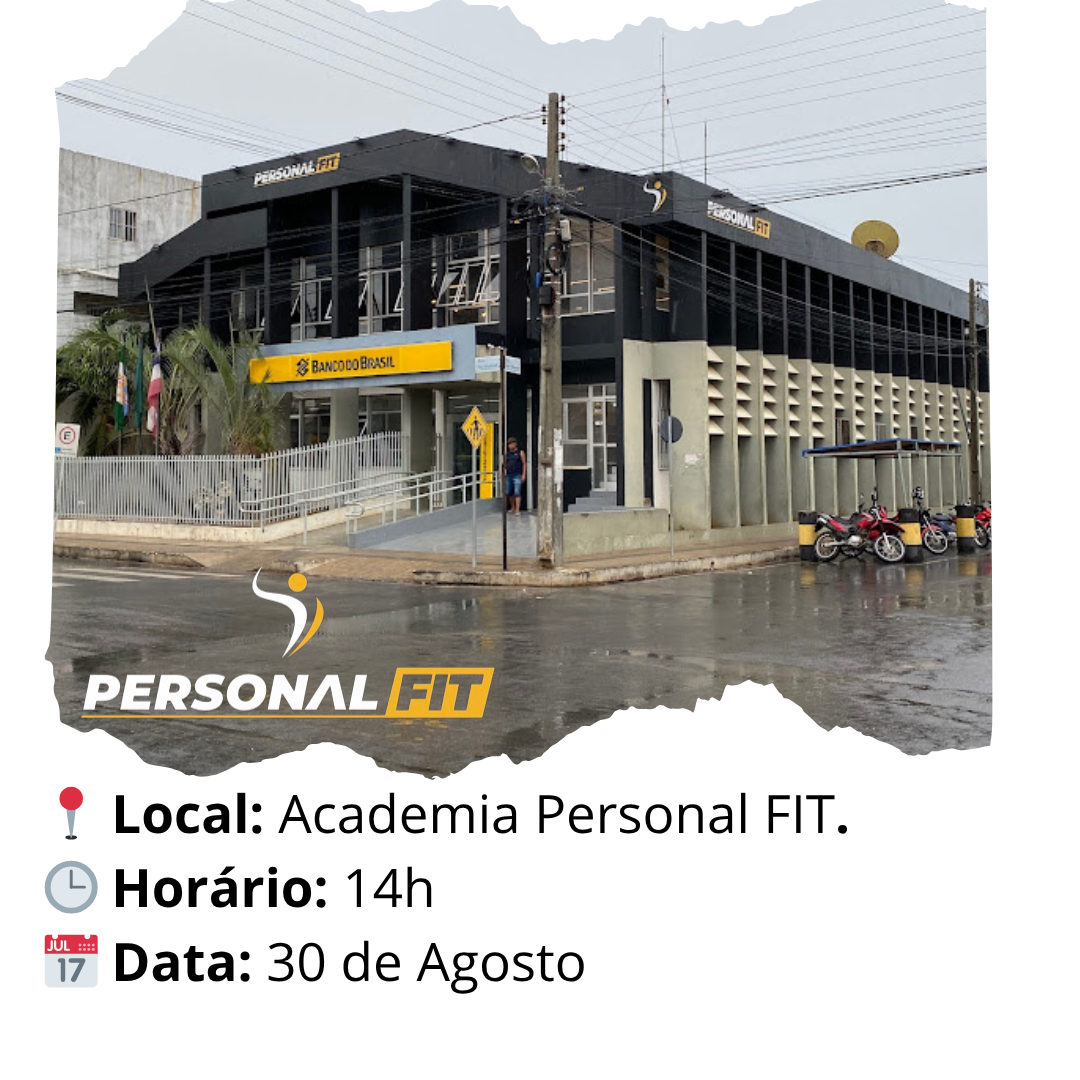 PERSONAL FIT
PERSONAL FIT
BANCO DO BRASIL
E
PERSONAL FIT
Local: Academia Personal FIT.
Horário: 14h
JUL
17
Data: 30 de Agosto